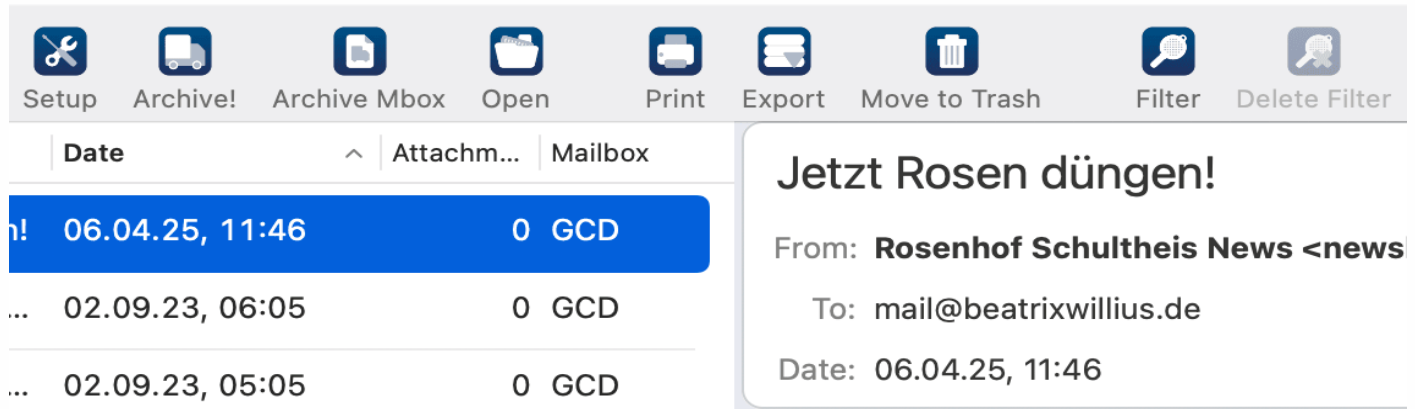 Setup Archive! Archive Mbox Open Print Export Move to Trash Filter Delete Filter
Date Attachm... Mailbox
! 06.04.25, 11:46 0 GCD
... 02.09.23, 06:05 0 GCD
... 02.09.23, 05:05 0 GCD
Jetzt Rosen düngen!
From: Rosenhof Schultheis News <news
To: mail@beatrixwillius.de
Date: 06.04.25, 11:46